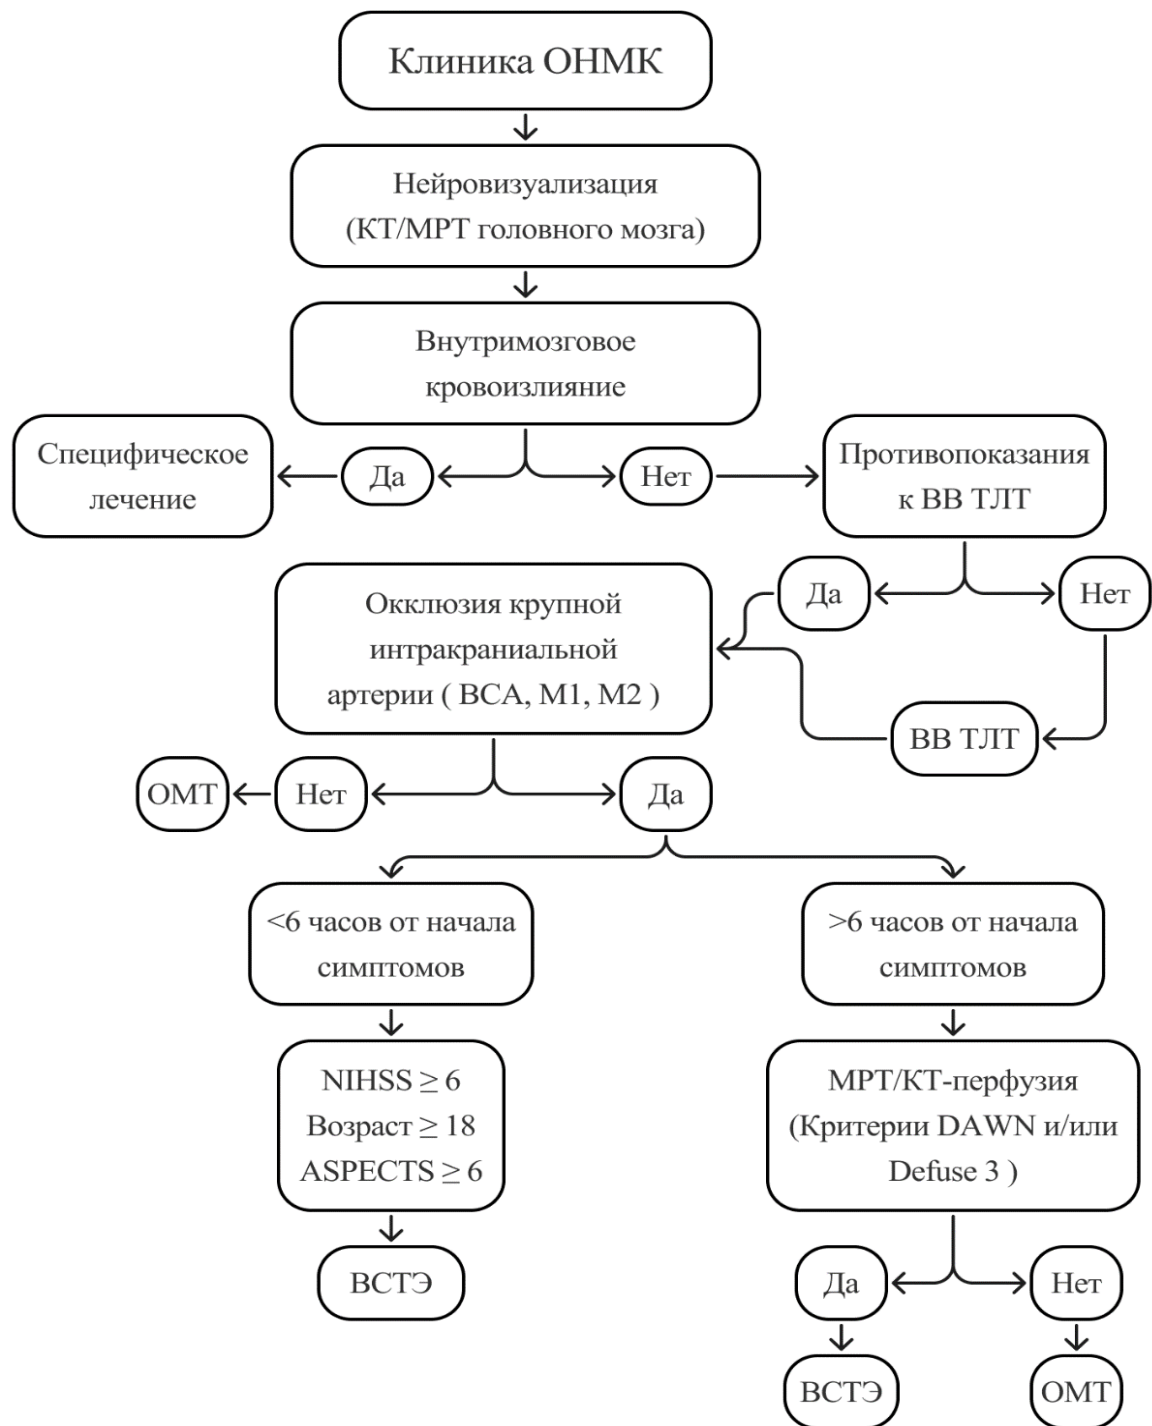 Клиника ОНМК
Нейровизуализация
(КТ/МРТ головного мозга)
Внутримозговое
кровоизлияние
Специфическое
лечение
Да
Нет
Противопоказания
к ВВ ТЛТ
Да
Нет
ВВ ТЛТ
Окклюзия крупной
интракраниальной
артерии ( ВСА, М1, М2 )
ОМТ
Нет
Да
<6 часов от начала
симптомов
>6 часов от начала
симптомов
NIHSS ≥ 6
Возраст ≥ 18
ASPECTS ≥ 6
МРТ/КТ-перфузия
(Критерии DAWN и/или
Defuse 3 )
ВСТЭ
Да
Нет
ВСТЭ
ОМТ